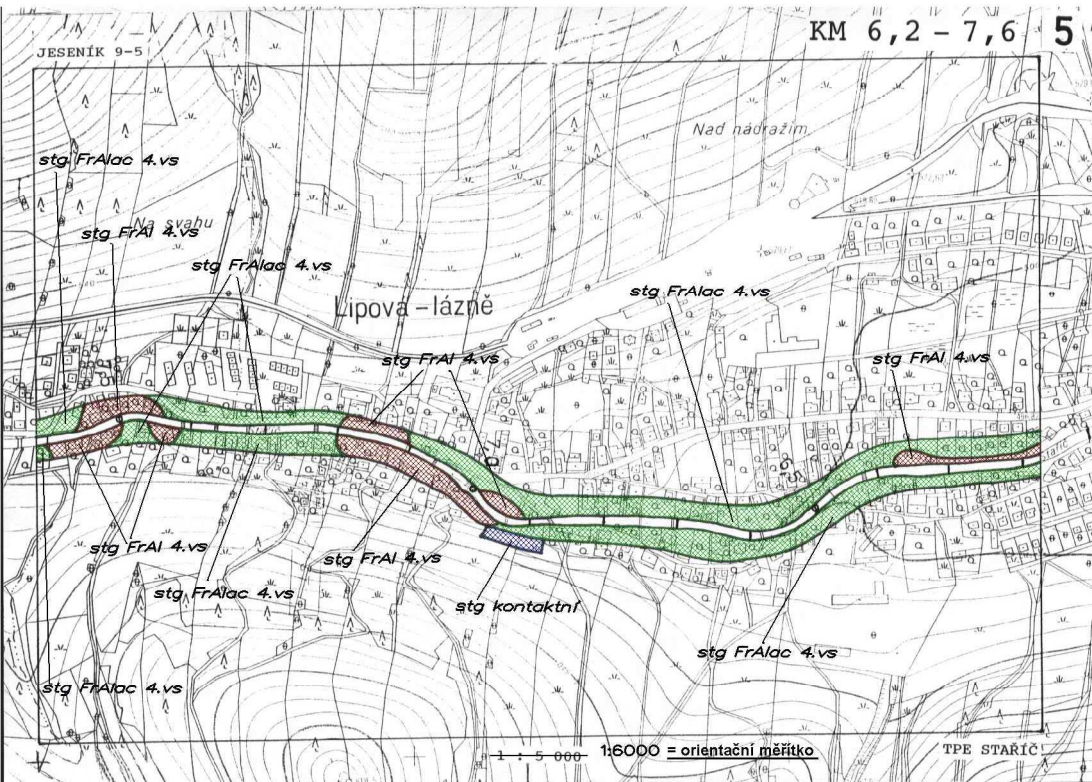 KM 6,2 - 7,6 5
JESENÍK 9-5
Nad nádražím
stg FrAlac 4.vs
Na svahu
stg FrAl 4.vs
stg FrAlac 4.vs
stg FrAlac 4.vs
Lipová - lázně
stg FrAl 4.vs
stg FrAl 4.vs
stg FrAl 4.vs
stg FrAl 4.vs
stg FrAlac 4.vs
stg kontaktní
stg FrAlac 4.vs
stg FrAlac 4.vs
1 : 5 000
1:6000 = orientační měřítko
TPE STAŘÍČ